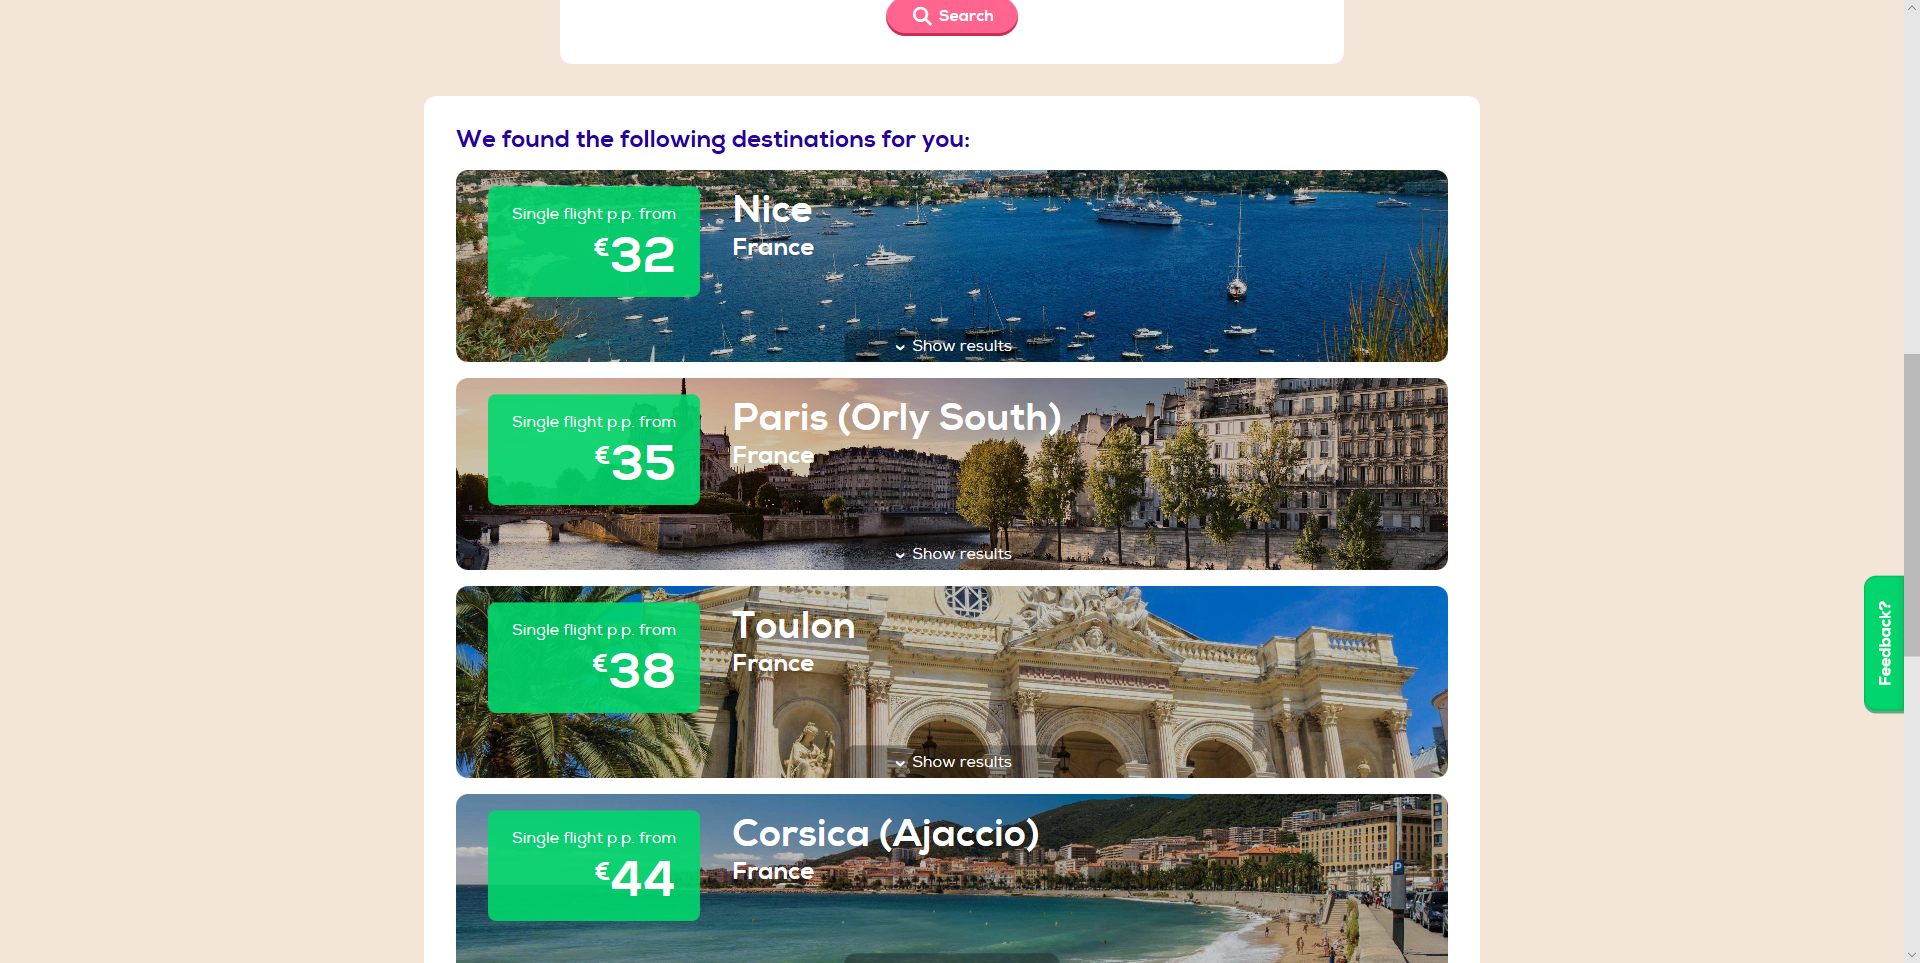 Search
We found the following destinations for you:
Single flight p.p. from
€32
Nice
France
Show results
Single flight p.p. from
€35
Paris (Orly South)
France
Show results
Single flight p.p. from
€38
Toulon
France
Show results
Single flight p.p. from
€44
Corsica (Ajaccio)
France
P
Feedback?